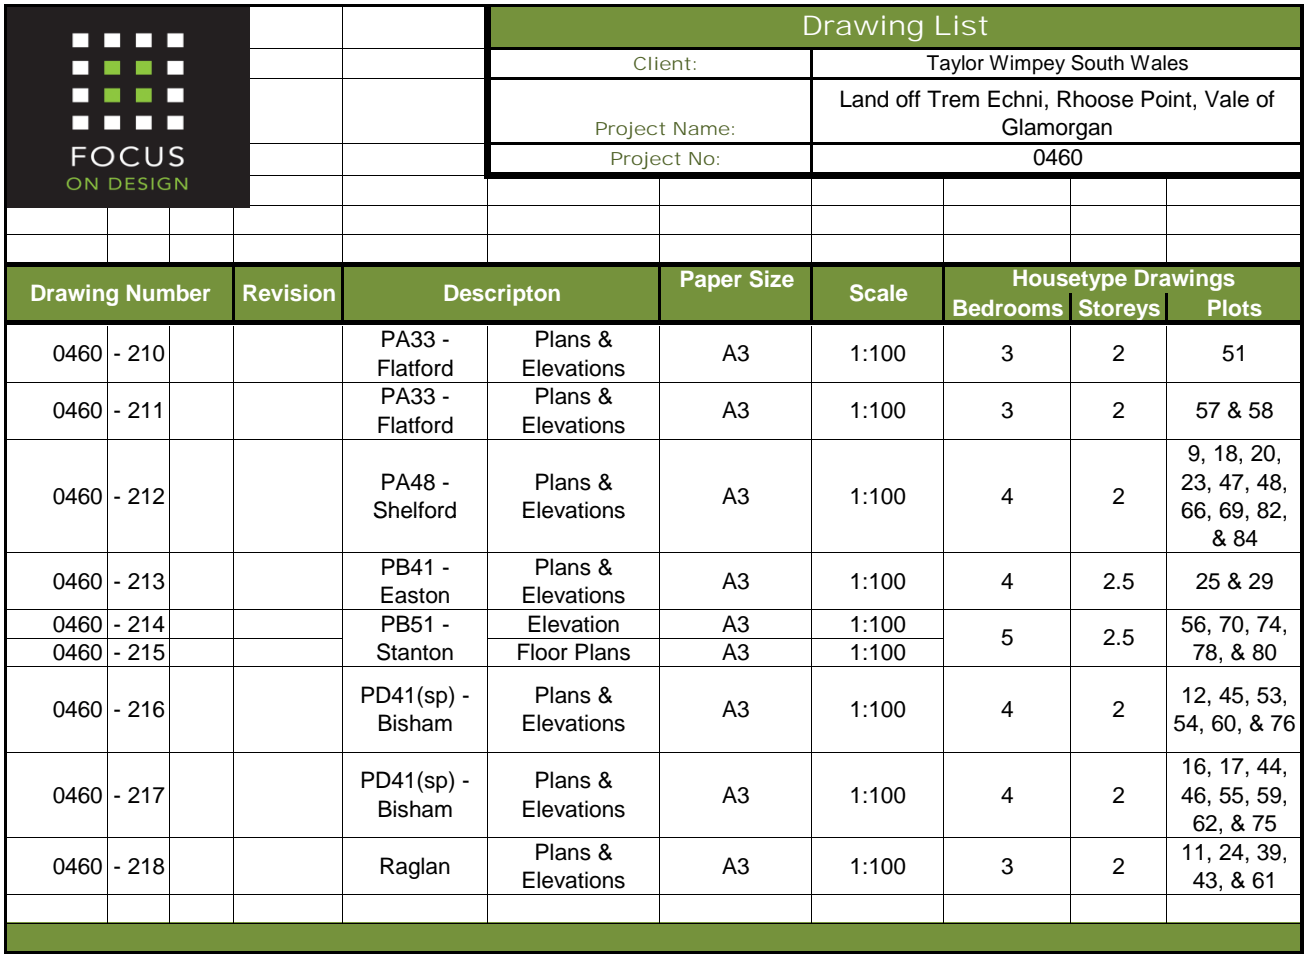 FOCUS
ON DESIGN
Drawing List
Client: Taylor Wimpey South Wales
Project Name: Land off Trem Echni, Rhoose Point, Vale of
Glamorgan
Project No: 0460
Drawing Number Revision Descripton Paper Size Scale Housetype Drawings
Bedrooms Storeys Plots
0460 - 210 PA33 - Plans & A3 1:100 3 2 51
Flatford Elevations
0460 - 211 PA33 - Plans & A3 1:100 3 2 57 & 58
Flatford Elevations
9, 18, 20,
0460 - 212 PA48 - Plans & A3 1:100 4 2 23, 47, 48,
Shelford Elevations 66, 69, 82,
& 84
0460 - 213 PB41 - Plans & A3 1:100 4 2.5 25 & 29
Easton Elevations
0460 - 214 PB51 - Elevation A3 1:100 5 2.5 56, 70, 74,
0460 - 215 Stanton Floor Plans A3 1:100 78, & 80
0460 - 216 PD41(sp) - Plans & A3 1:100 4 2 12, 45, 53,
Bisham Elevations 54, 60, & 76
16, 17, 44,
0460 - 217 PD41(sp) - Plans & A3 1:100 4 2 46, 55, 59,
Bisham Elevations 62, & 75
0460 - 218 Raglan Plans & A3 1:100 3 2 11, 24, 39,
Elevations 43, & 61